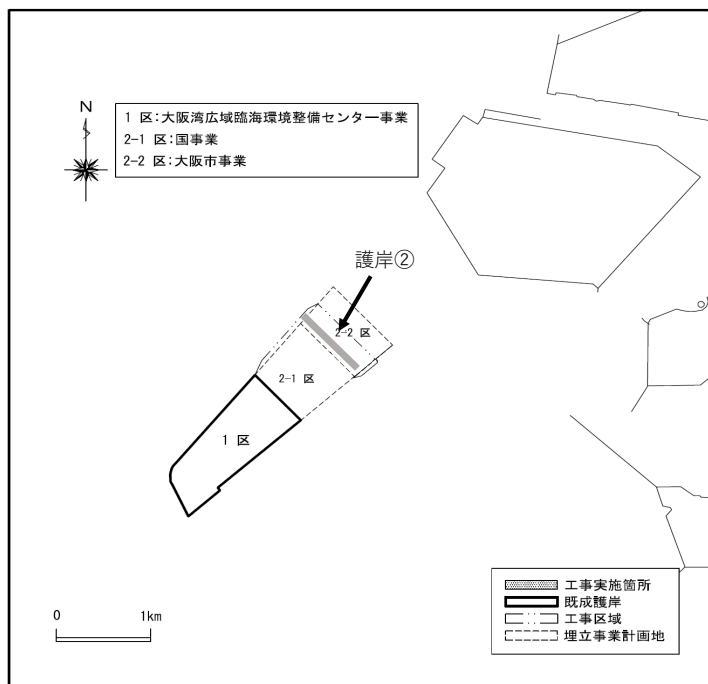 N
1 区:大阪湾広域臨海環境整備センター事業
2-1 区:国事業
2-2 区:大阪市事業
護岸②
2-2 区
2-1 区
1 区
工事実施箇所
既成護岸
工事区域
埋立事業計画地
0 1km